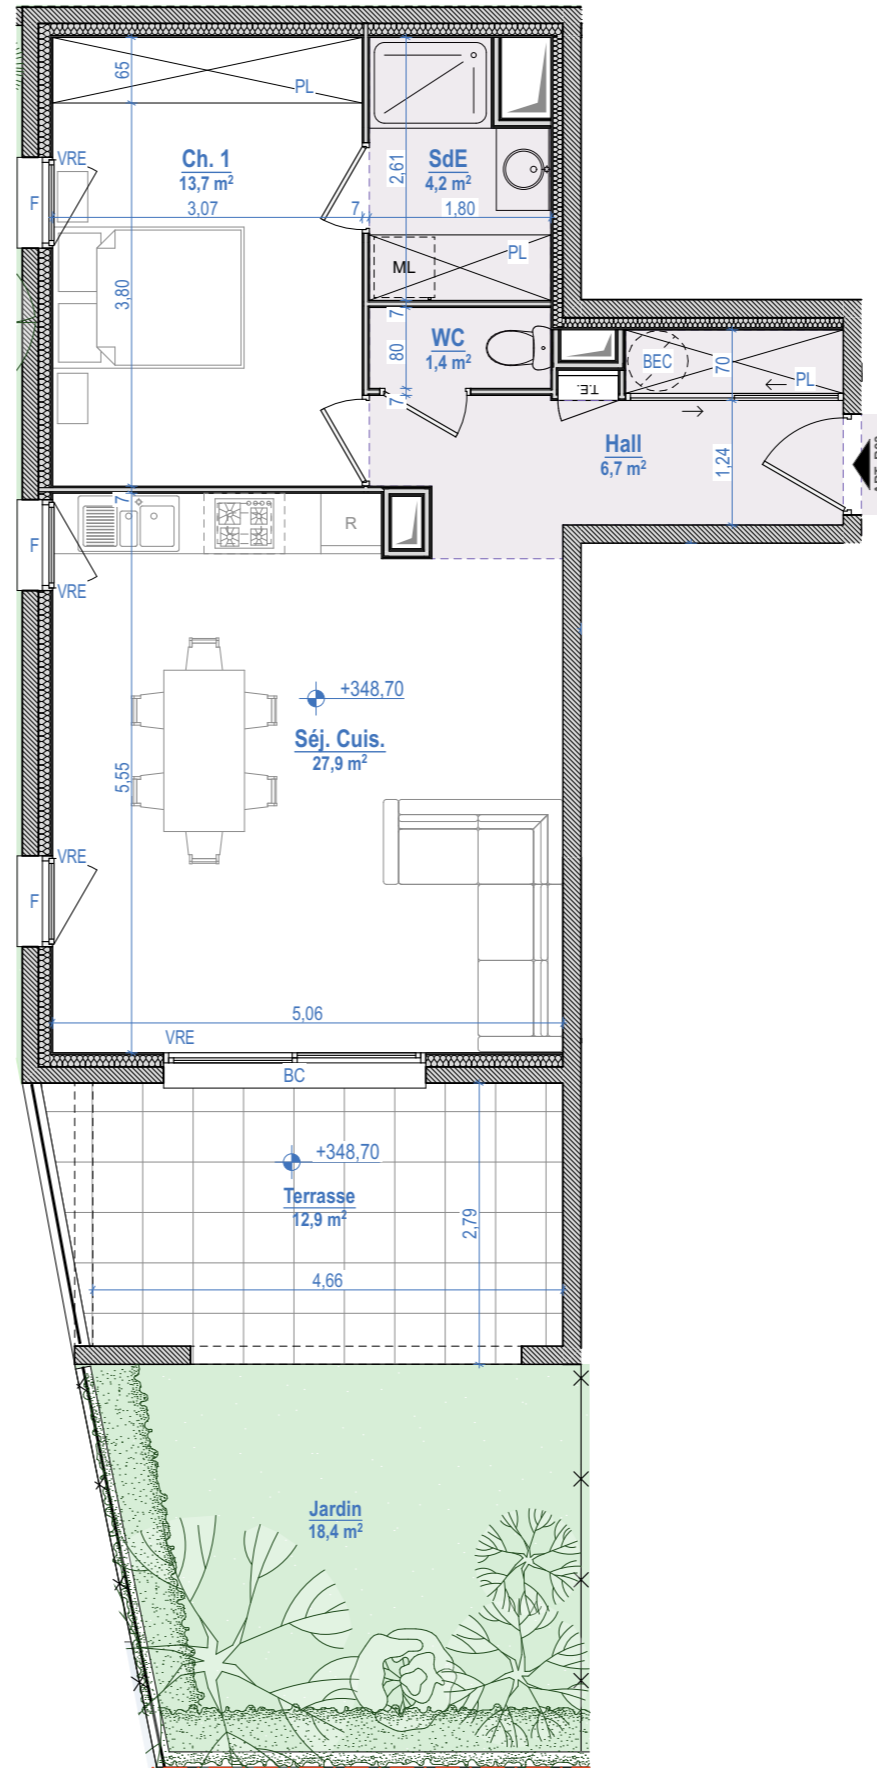 65
PL
VRE
Ch. 1
13,7 m²
SdE
4,2 m²
2,61
F
3,07
7
1,80
PL
ML
3,80
7
WC
1,4 m²
80
BEC
70
T.E.
PL
7
Hall
6,7 m²
1,24
7
R
F
VRE
+348,70
Séj. Cuis.
27,9 m²
5,55
VRE
F
5,06
VRE
BC
+348,70
Terrasse
12,9 m²
2,79
4,66
Jardin
18,4 m²